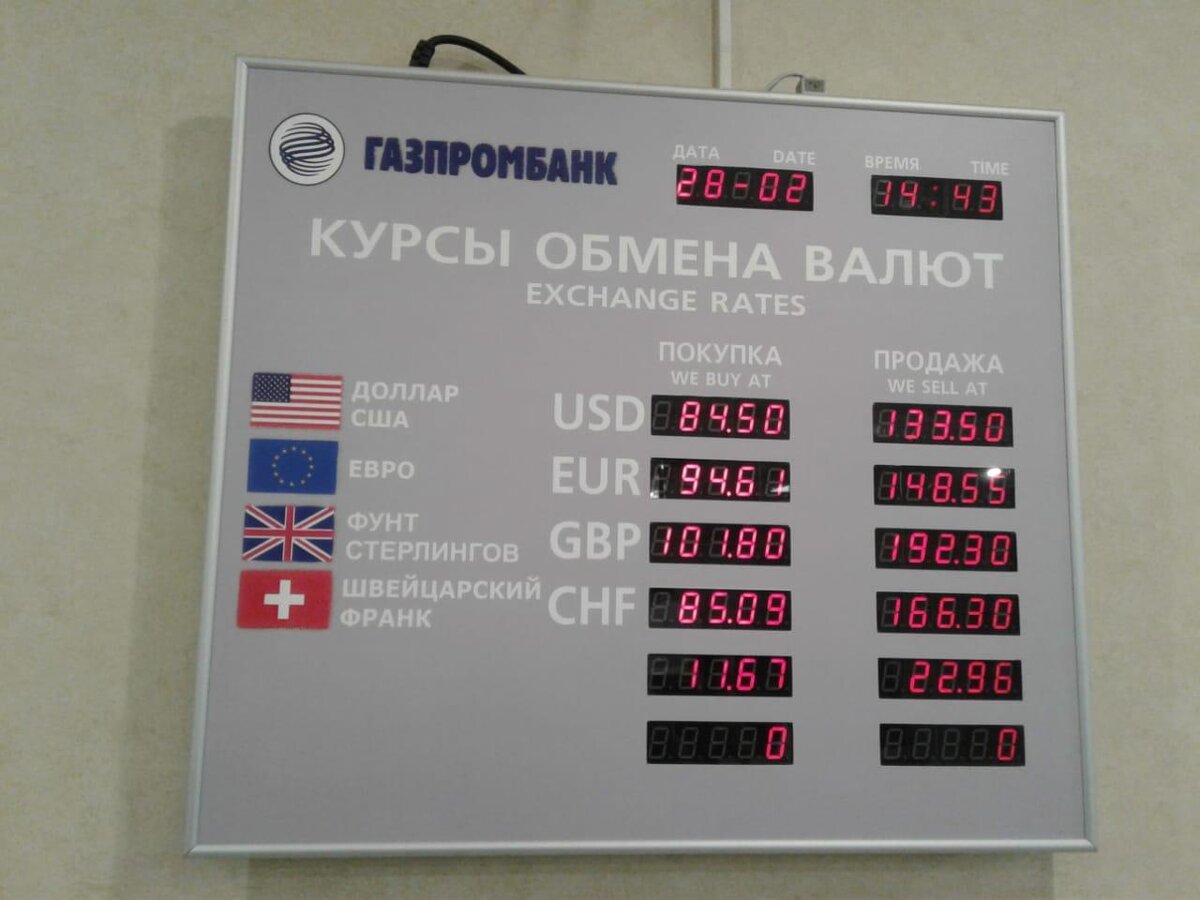 ГАЗПРОМБАНК
ДАТА DATE ВРЕМЯ TIME
28-02 14:43
КУРСЫ ОБМЕНА ВАЛЮТ
EXCHANGE RATES
ПОКУПКА ПРОДАЖА
WE BUY AT WE SELL AT
ДОЛЛАР
США USD 84.50 133.50
ЕВРО EUR 94.61 148.55
ФУНТ
СТЕРЛИНГОВ GBP 101.80 192.30
ШВЕЙЦАРСКИЙ
ФРАНК CHF 85.09 166.30
11.67 22.96
0 0